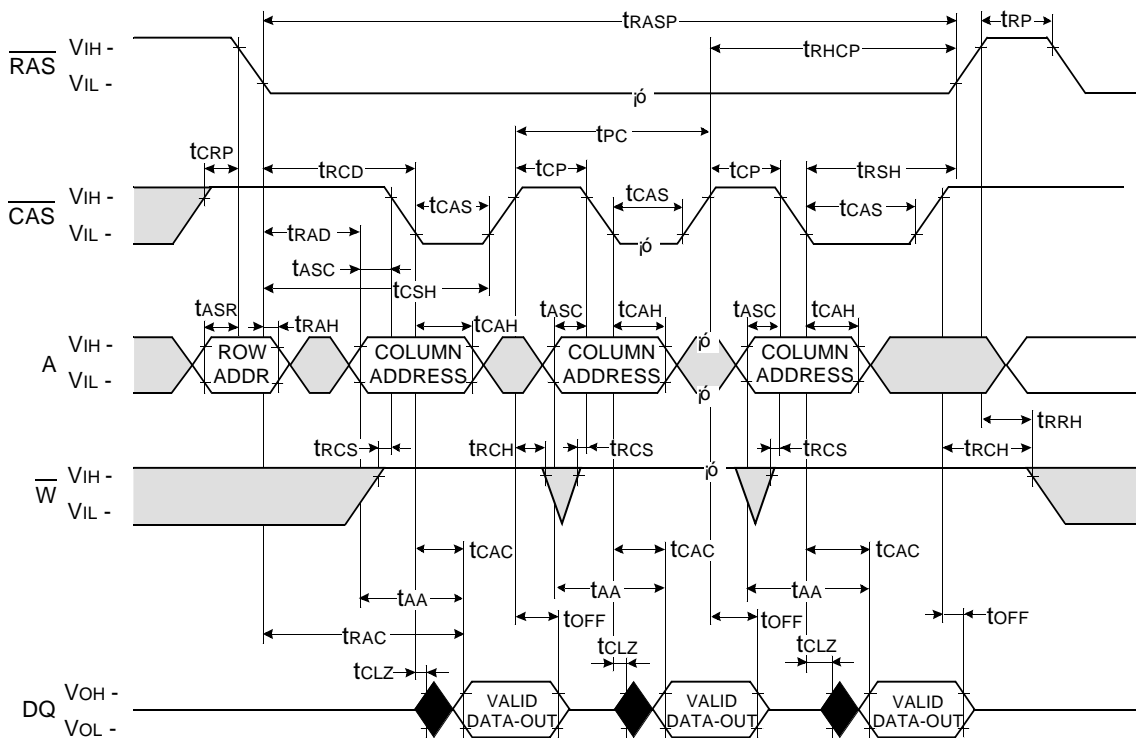 tRASP
tRP
tRHCP
RAS
VIH -
VIL -
¡ó
tPC
tCRP
tRCD
tCP
tCP
tRSH
CAS
VIH -
VIL -
tCAS
tCAS
tCAS
¡ó
tRAD
tASC
tCSH
tASR
tRAH
tCAH
tASC
tCAH
tASC
tCAH
A
VIH -
VIL -
ROW
ADDR
COLUMN
ADDRESS
COLUMN
ADDRESS
¡ó
¡ó
COLUMN
ADDRESS
tRRH
tRCS
tRCH
tRCS
tRCS
tRCH
W
VIH -
VIL -
¡ó
tCAC
tCAC
tCAC
tAA
tAA
tAA
tOFF
tOFF
tOFF
tRAC
tCLZ
tCLZ
tCLZ
DQ
VOH -
VOL -
VALID
DATA-OUT
VALID
DATA-OUT
VALID
DATA-OUT